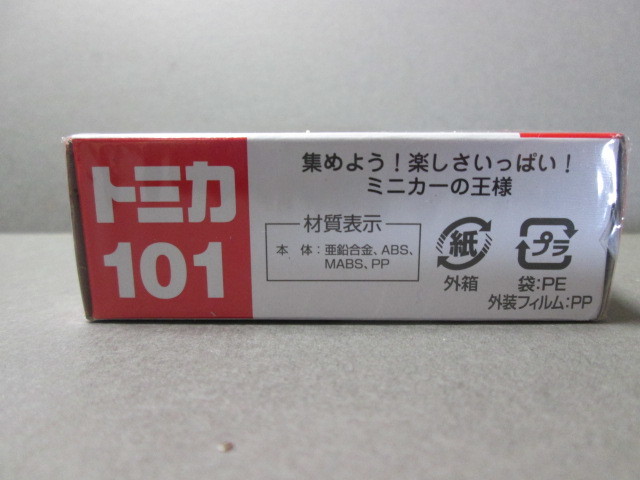 トミカ
101
集めよう！楽しさいっぱい！
ミニカーの王様
材質表示
本　体：亜鉛合金、ABS、
MABS、PP
紙
外箱
プラ
袋：PE
外装フィルム：PP